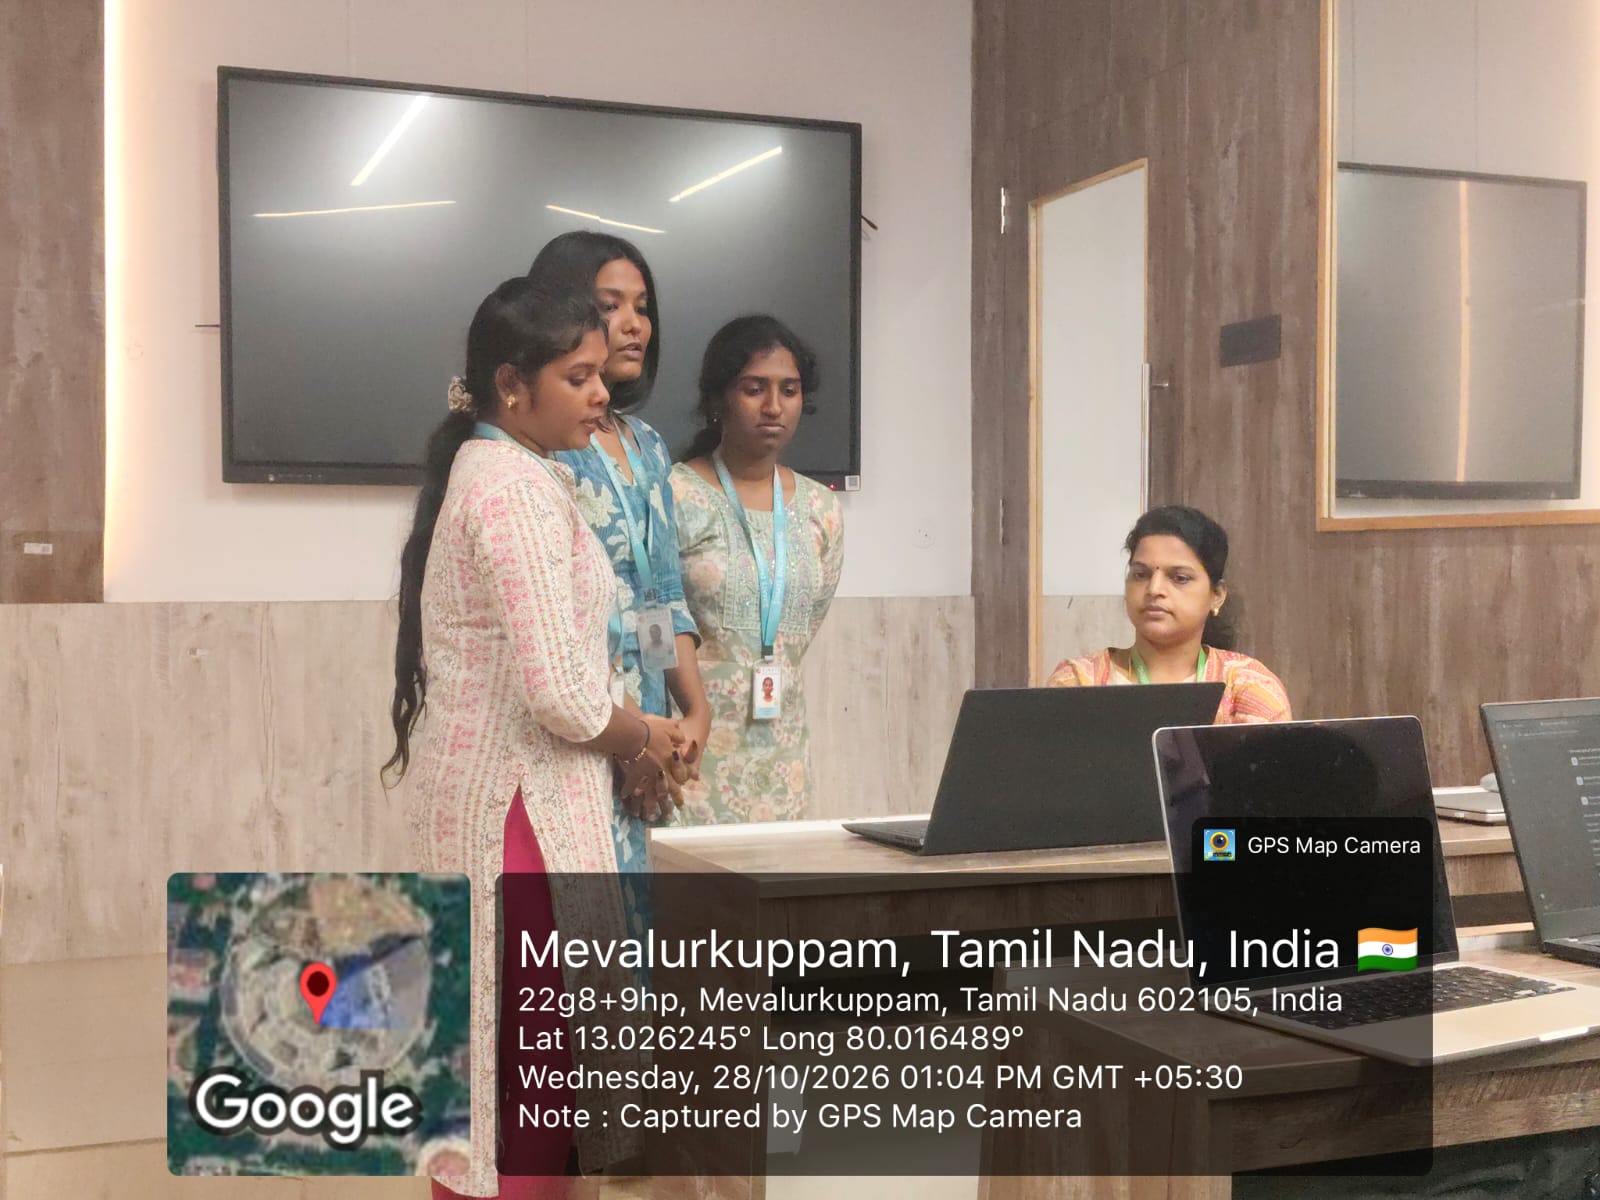 GPS Map Camera
Mevalurkuppam, Tamil Nadu, India
22g8+9hp, Mevalurkuppam, Tamil Nadu 602105, India
Lat 13.026245° Long 80.016489°
Wednesday, 28/10/2026 01:04 PM GMT +05:30
Note : Captured by GPS Map Camera
Google